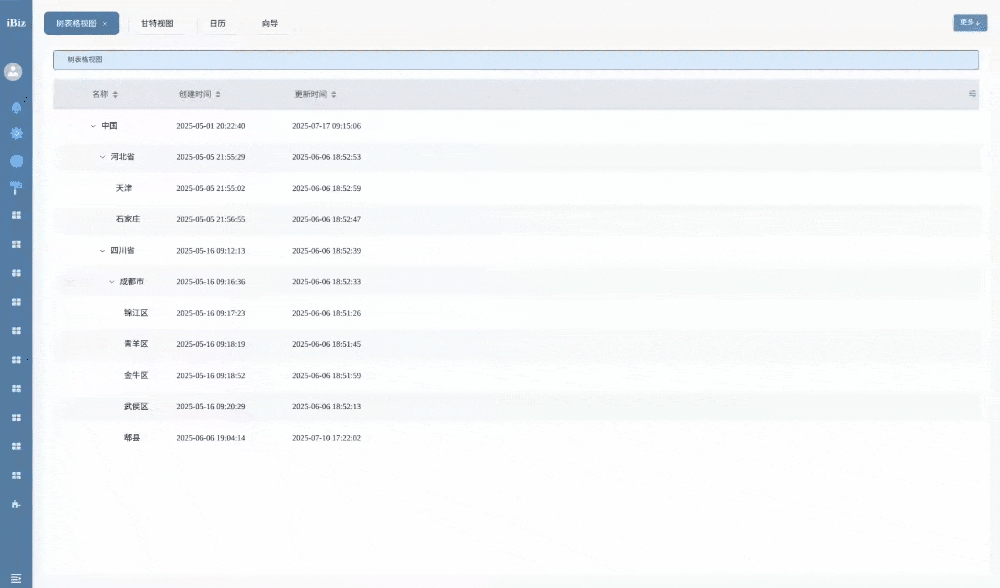 iBiz
树表格视图 × 甘特视图 日历 向导 更多
树表格视图
名称 创建时间 更新时间
中国 2025-05-01 20:22:40 2025-07-17 09:15:06
河北省 2025-05-05 21:55:29 2025-06-06 18:52:53
天津 2025-05-05 21:55:02 2025-06-06 18:52:59
石家庄 2025-05-05 21:56:55 2025-06-06 18:52:47
四川省 2025-05-16 09:12:13 2025-06-06 18:52:39
成都市 2025-05-16 09:16:36 2025-06-06 18:52:33
锦江区 2025-05-16 09:17:23 2025-06-06 18:51:26
青羊区 2025-05-16 09:18:19 2025-06-06 18:51:45
金牛区 2025-05-16 09:18:52 2025-06-06 18:51:59
武侯区 2025-05-16 09:20:29 2025-06-06 18:52:13
郫县 2025-06-06 19:04:14 2025-07-10 17:22:02